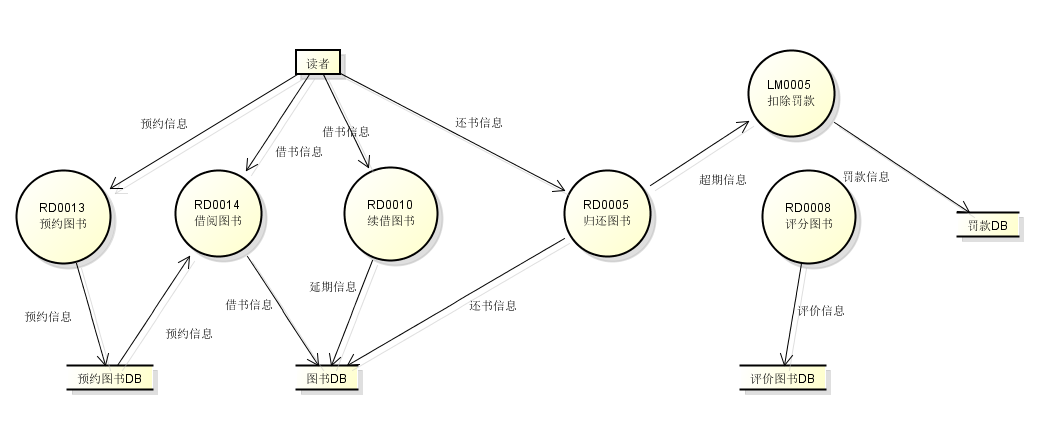 读者
LM0005
扣除罚款
预约信息
借书信息
借书信息
还书信息
超期信息
罚款信息
RD0013
预约图书
RD0014
借阅图书
RD0010
续借图书
RD0005
归还图书
RD0008
评分图书
罚款DB
预约信息
预约信息
借书信息
延期信息
还书信息
评价信息
预约图书DB
图书DB
评价图书DB